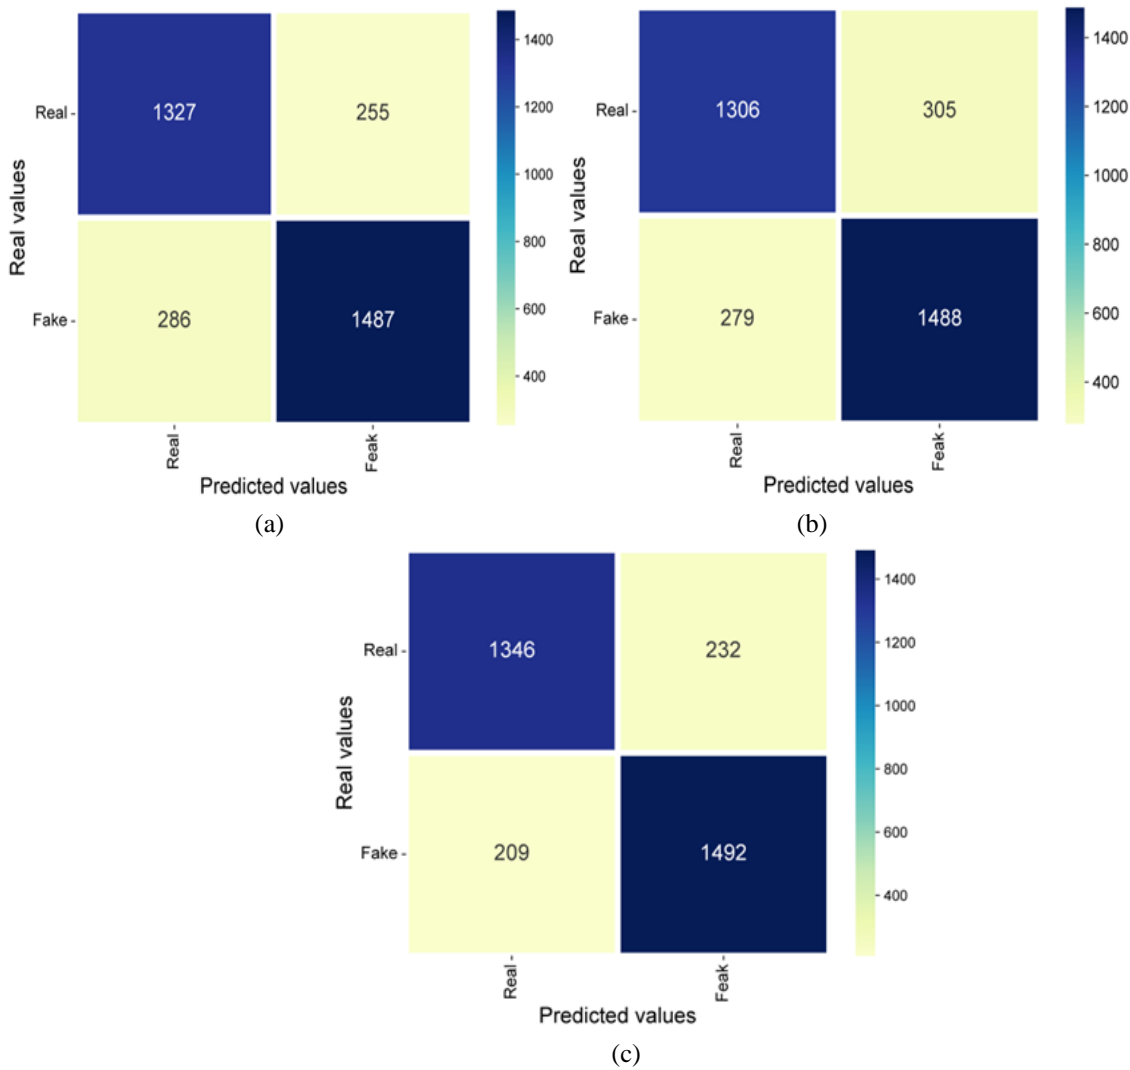 Real values
Real
Fake
1327
255
286
1487
Real
Feak
Predicted values
1400
1200
1000
800
600
400
(a)
Real values
Real
Fake
1306
305
279
1488
Real
Feak
Predicted values
1400
1200
1000
800
600
400
(b)
Real values
Real
Fake
1346
232
209
1492
Real
Feak
Predicted values
1400
1200
1000
800
600
400
(c)